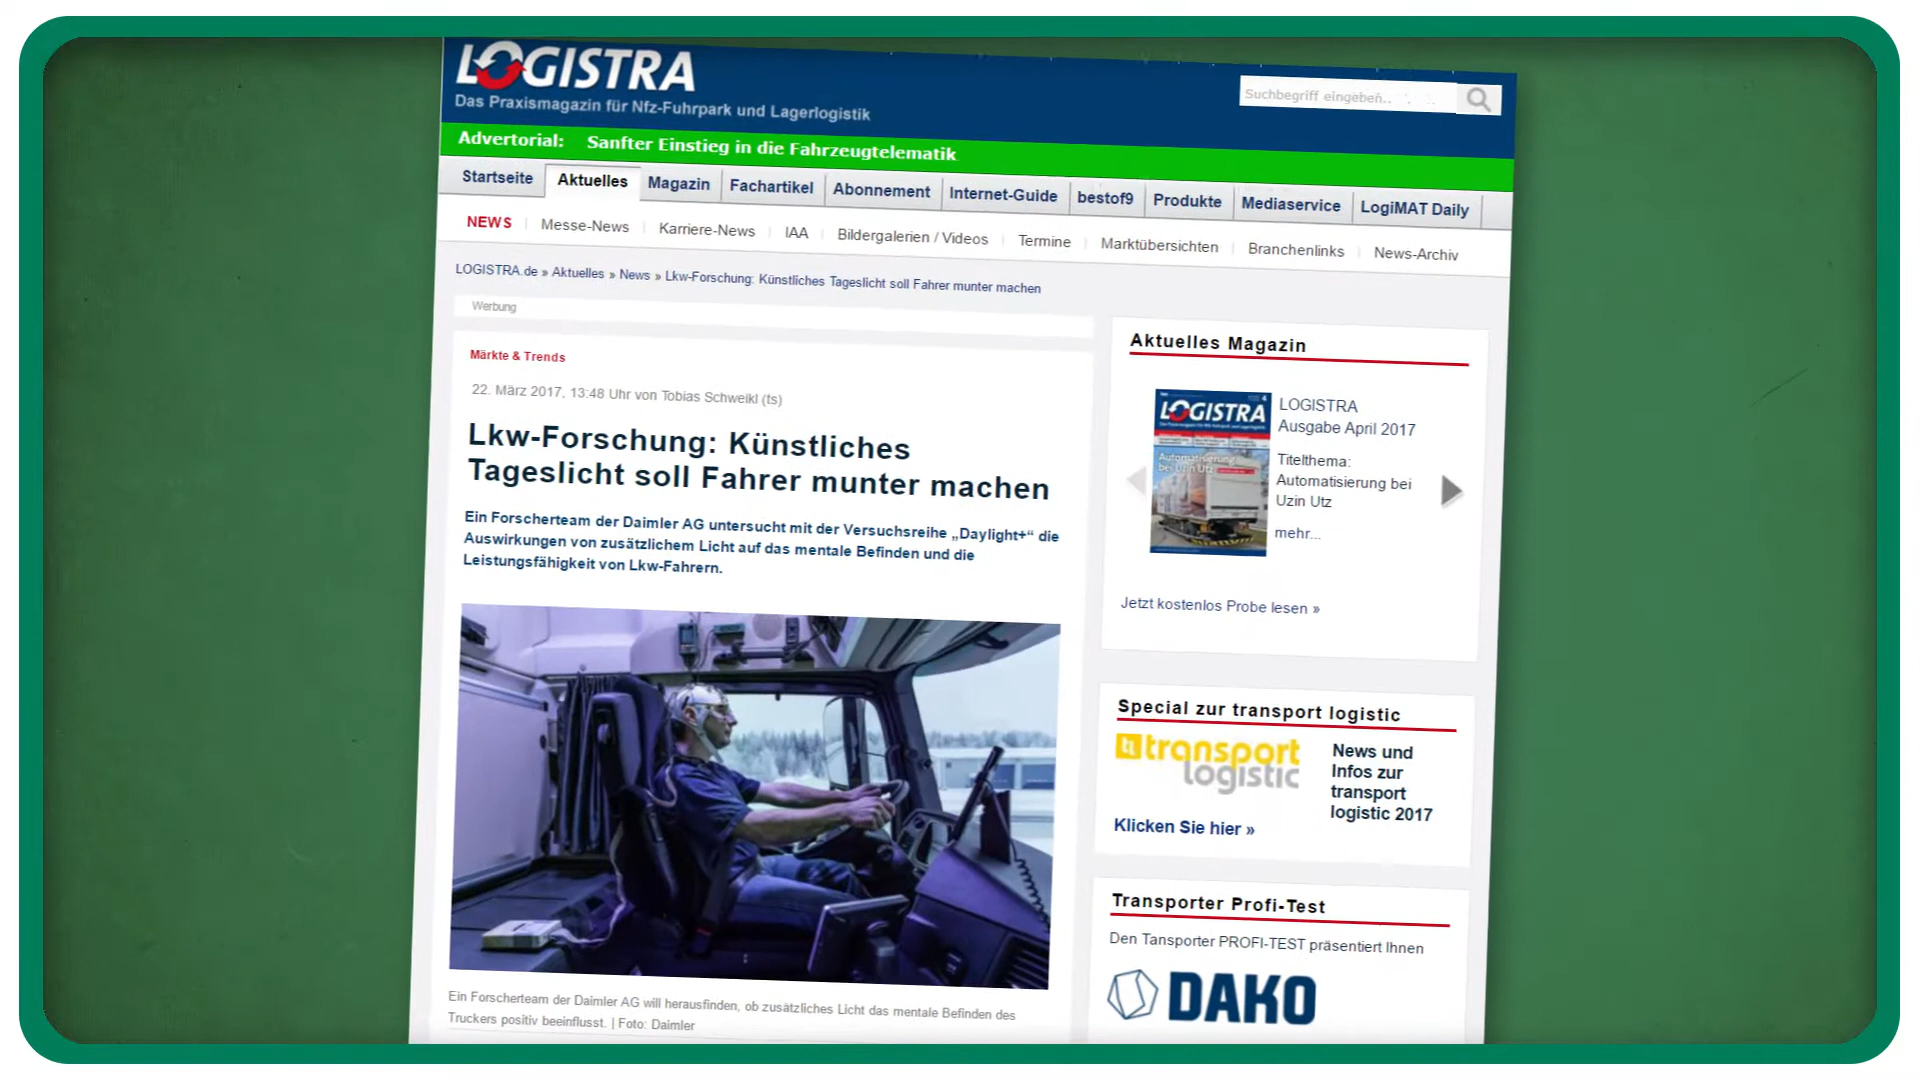 LOGISTRA
Das Praxismagazin für Nfz-Fuhrpark und Lagerlogistik
Suchbegriff eingeben..
Advertorial: Sanfter Einstieg in die Fahrzeugtelematik
Startseite Aktuelles Magazin Fachartikel Abonnement Internet-Guide bestof9 Produkte Mediaservice LogiMAT Daily
NEWS Messe-News Karriere-News IAA Bildergalerien / Videos Termine Marktübersichten Branchenlinks News-Archiv
LOGISTRA.de » Aktuelles » News » Lkw-Forschung: Künstliches Tageslicht soll Fahrer munter machen
Werbung
Märkte & Trends
22. März 2017, 13:48 Uhr von Tobias Schweikl (ts)
Lkw-Forschung: Künstliches
Tageslicht soll Fahrer munter machen
Ein Forscherteam der Daimler AG untersucht mit der Versuchsreihe „Daylight+“ die
Auswirkungen von zusätzlichem Licht auf das mentale Befinden und die
Leistungsfähigkeit von Lkw-Fahrern.
Ein Forscherteam der Daimler AG will herausfinden, ob zusätzliches Licht das mentale Befinden des
Truckers positiv beeinflusst. | Foto: Daimler
Aktuelles Magazin
LOGISTRA
Automatisierung
bei Uzin Utz
LOGISTRA
Ausgabe April 2017
Titelthema:
Automatisierung bei
Uzin Utz
mehr...
Jetzt kostenlos Probe lesen »
Special zur transport logistic
transport
logistic
News und
Infos zur
transport
logistic 2017
Klicken Sie hier »
Transporter Profi-Test
Den Tansporter PROFI-TEST präsentiert Ihnen
DAKO